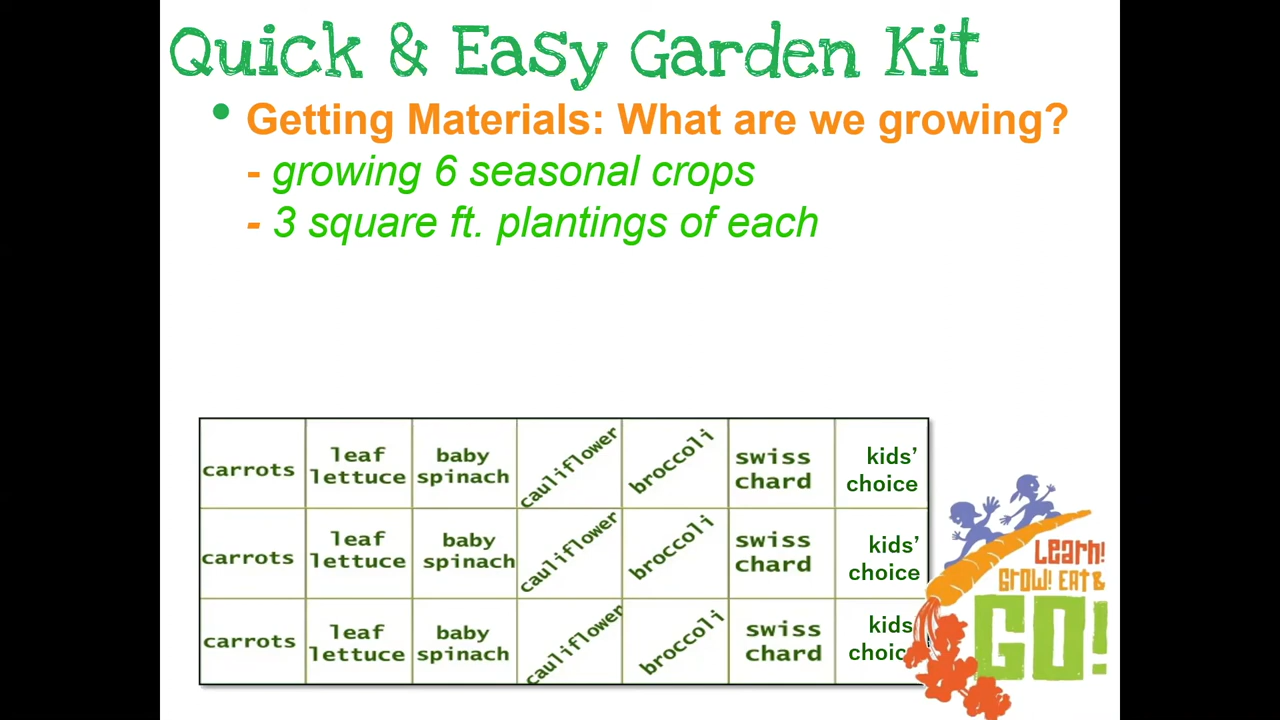 Quick & Easy Garden Kit
• Getting Materials: What are we growing?
- growing 6 seasonal crops
- 3 square ft. plantings of each
carrots leaf lettuce baby spinach cauliflower broccoli swiss chard kids' choice
carrots leaf lettuce baby spinach cauliflower broccoli swiss chard kids' choice
carrots leaf lettuce baby spinach cauliflower broccoli swiss chard kids choic
Learn!
Grow! Eat &
GO!